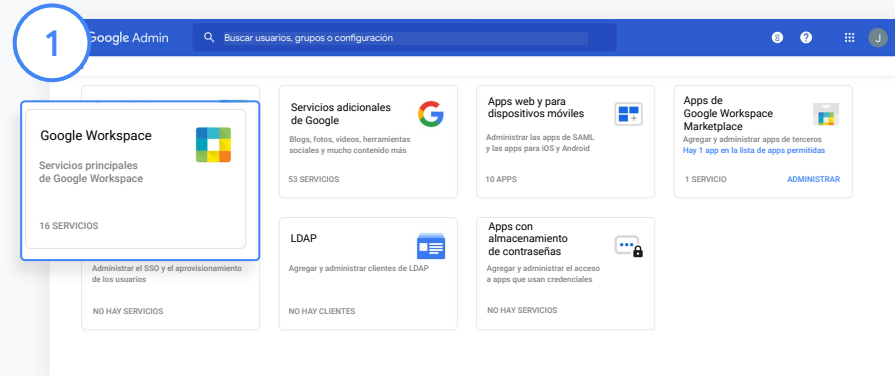 1
Google Admin
Buscar usuarios, grupos o configuración
8
?
J
Google Workspace
Servicios principales
de Google Workspace
16 SERVICIOS
Servicios adicionales
de Google
Blogs, fotos, videos, herramientas
sociales y mucho contenido más
53 SERVICIOS
Apps web y para
dispositivos móviles
Administrar las apps de SAML
y las apps para iOS y Android
10 APPS
Apps de
Google Workspace
Marketplace
Agregar y administrar apps de terceros
Hay 1 app en la lista de apps permitidas
1 SERVICIO
ADMINISTRAR
Administrar el SSO y el aprovisionamiento
de los usuarios
NO HAY SERVICIOS
LDAP
Agregar y administrar clientes de LDAP
NO HAY CLIENTES
Apps con
almacenamiento
de contraseñas
Agregar y administrar el acceso
a apps que usan credenciales
NO HAY SERVICIOS